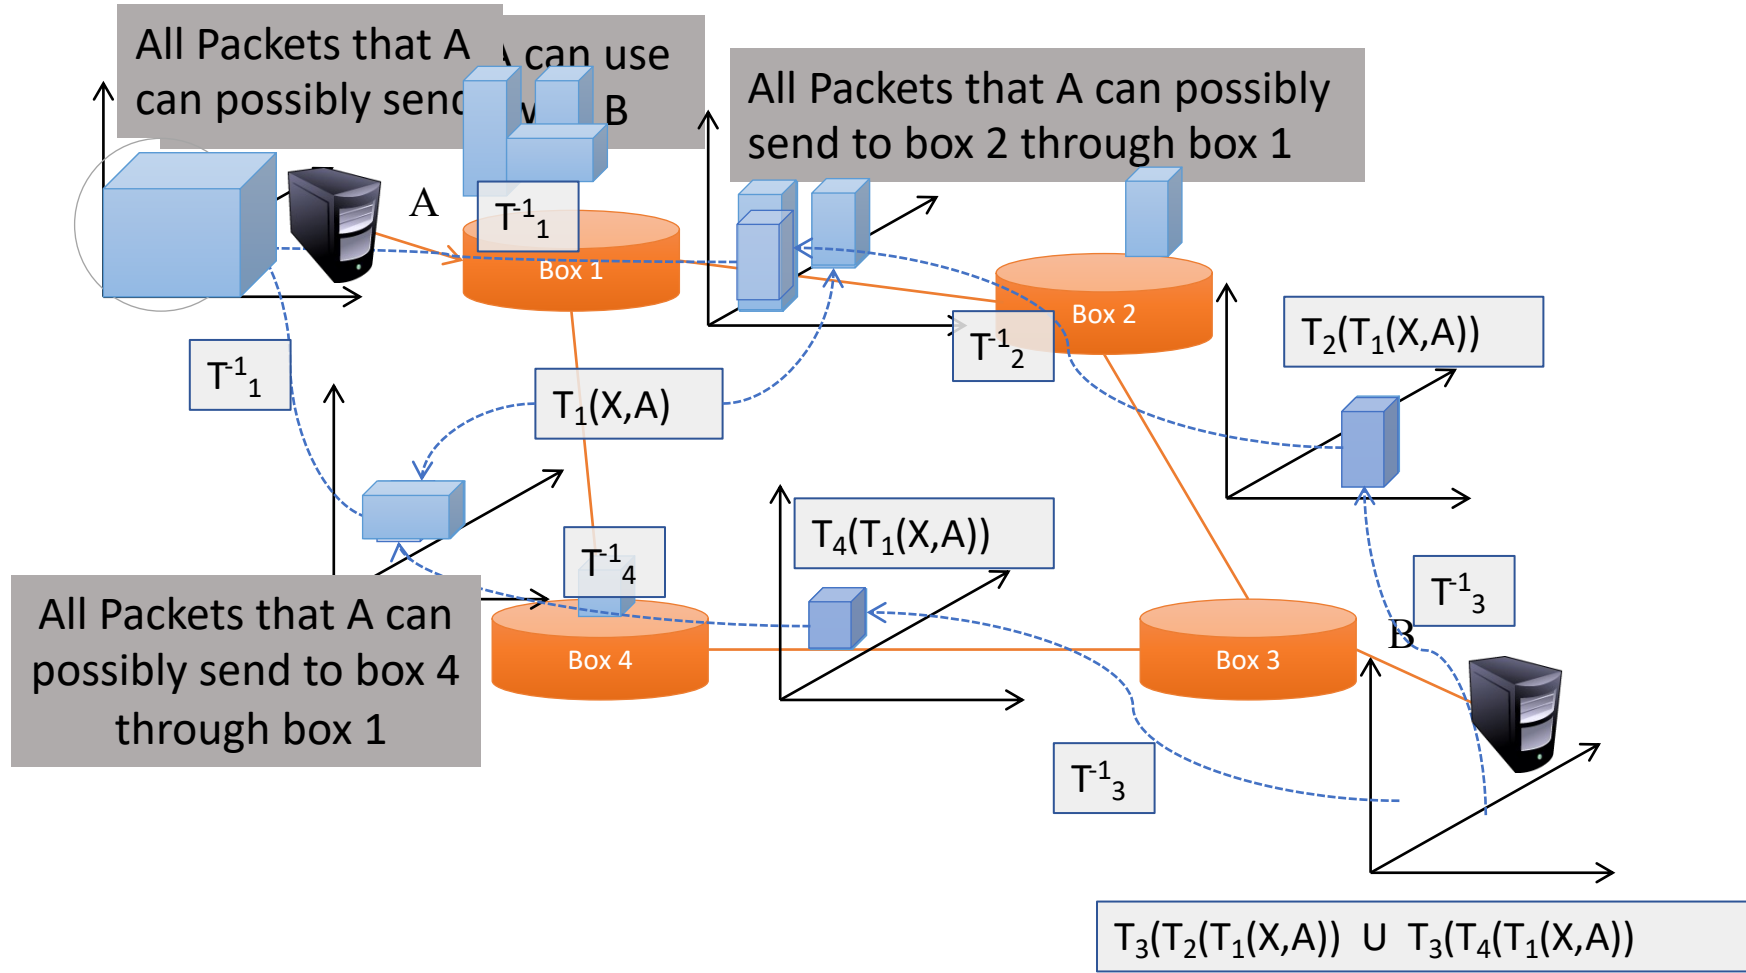 All Packets that A
can possibly send
A can use
B
All Packets that A can possibly
send to box 2 through box 1
A
T⁻¹₁
Box 1
Box 2
T₂(T₁(X,A))
T⁻¹₂
T⁻¹₁
T₁(X,A)
T₄(T₁(X,A))
T⁻¹₄
T⁻¹₃
All Packets that A can
possibly send to box 4
through box 1
Box 4
Box 3
B
T⁻¹₃
T₃(T₂(T₁(X,A)) U T₃(T₄(T₁(X,A))